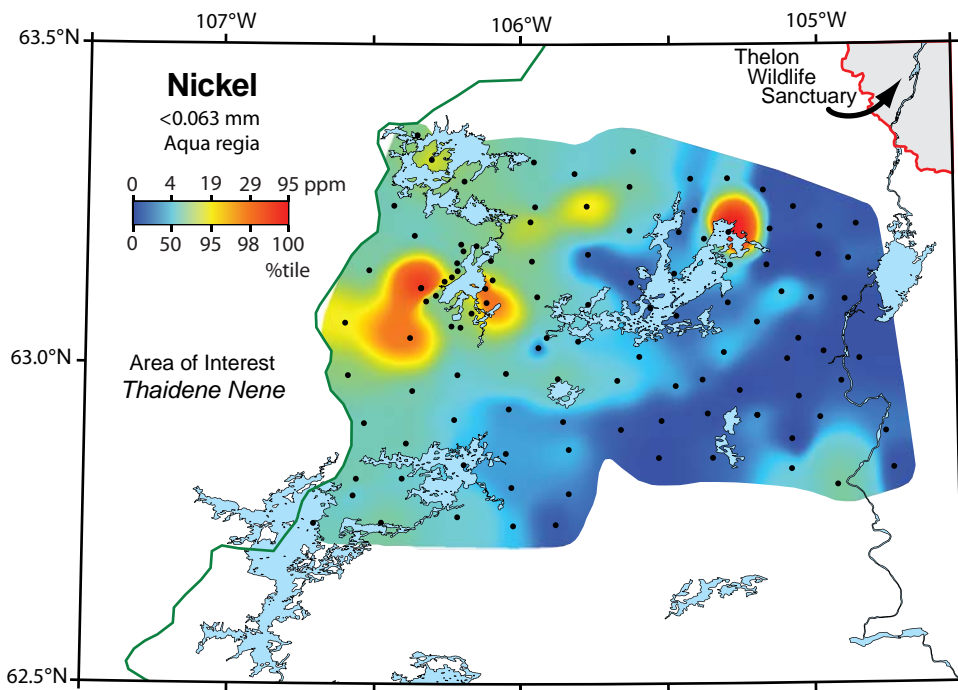 107°W 106°W 105°W
63.5°N
Nickel
<0.063 mm
Aqua regia
0 4 19 29 95 ppm
0 50 95 98 100
%tile
Thelon
Wildlife
Sanctuary
63.0°N
Area of Interest
Thaidene Nene
62.5°N